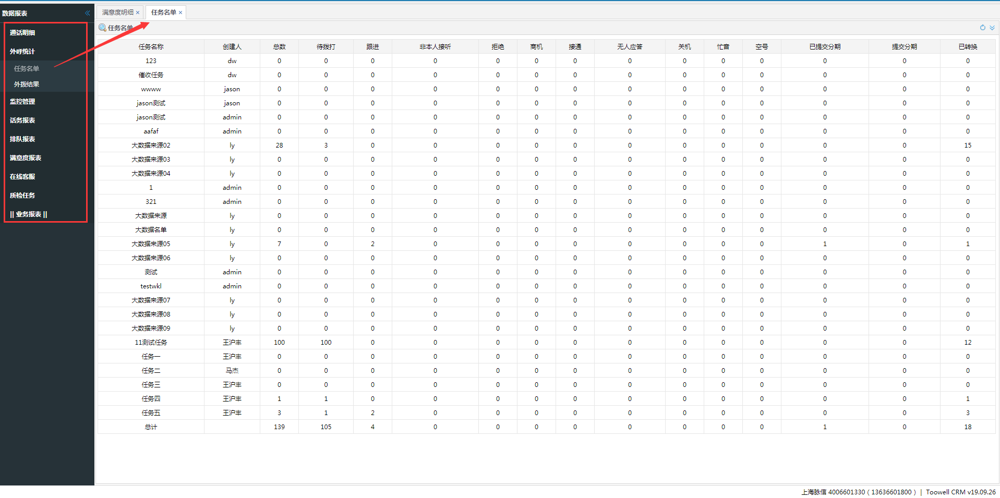 数据报表
通话明细
外呼统计
任务名单
外拨结果
监控管理
话务报表
排队报表
满意度报表
在线客服
质检任务
|| 业务报表 ||
满意度明细 × 任务名单 ×
任务名单
任务名称 创建人 总数 待拨打 跟进 非本人接听 拒绝 商机 接通 无人应答 关机 忙音 空号 已提交分期 提交分期 已转换
123 dw 0 0 0 0 0 0 0 0 0 0 0 0 0 0
催收任务 dw 0 0 0 0 0 0 0 0 0 0 0 0 0 0
wwww jason 0 0 0 0 0 0 0 0 0 0 0 0 0 0
jason测试 jason 0 0 0 0 0 0 0 0 0 0 0 0 0 0
jason测试 admin 0 0 0 0 0 0 0 0 0 0 0 0 0 0
aafaf admin 0 0 0 0 0 0 0 0 0 0 0 0 0 0
大数据来源02 ly 28 3 0 0 0 0 0 0 0 0 0 0 0 15
大数据来源03 ly 0 0 0 0 0 0 0 0 0 0 0 0 0 0
大数据来源04 ly 0 0 0 0 0 0 0 0 0 0 0 0 0 0
1 admin 0 0 0 0 0 0 0 0 0 0 0 0 0 0
321 admin 0 0 0 0 0 0 0 0 0 0 0 0 0 0
大数据来源 ly 0 0 0 0 0 0 0 0 0 0 0 0 0 0
大数据名单 ly 0 0 0 0 0 0 0 0 0 0 0 0 0 0
大数据来源05 ly 7 0 2 0 0 0 0 0 0 0 0 1 0 1
大数据来源06 ly 0 0 0 0 0 0 0 0 0 0 0 0 0 0
测试 admin 0 0 0 0 0 0 0 0 0 0 0 0 0 0
testwkl admin 0 0 0 0 0 0 0 0 0 0 0 0 0 0
大数据来源07 ly 0 0 0 0 0 0 0 0 0 0 0 0 0 0
大数据来源08 ly 0 0 0 0 0 0 0 0 0 0 0 0 0 0
大数据来源09 ly 0 0 0 0 0 0 0 0 0 0 0 0 0 0
11测试任务 王沪丰 100 100 0 0 0 0 0 0 0 0 0 0 0 12
任务一 王沪丰 0 0 0 0 0 0 0 0 0 0 0 0 0 0
任务二 马杰 0 0 0 0 0 0 0 0 0 0 0 0 0 0
任务三 王沪丰 0 0 0 0 0 0 0 0 0 0 0 0 0 0
任务四 王沪丰 1 1 0 0 0 0 0 0 0 0 0 0 0 1
任务五 王沪丰 3 1 2 0 0 0 0 0 0 0 0 0 0 3
总计 139 105 4 0 0 0 0 0 0 0 0 1 0 18
上海脉信 4006601330 ( 13636601800 ) | Toowell CRM v19.09.26